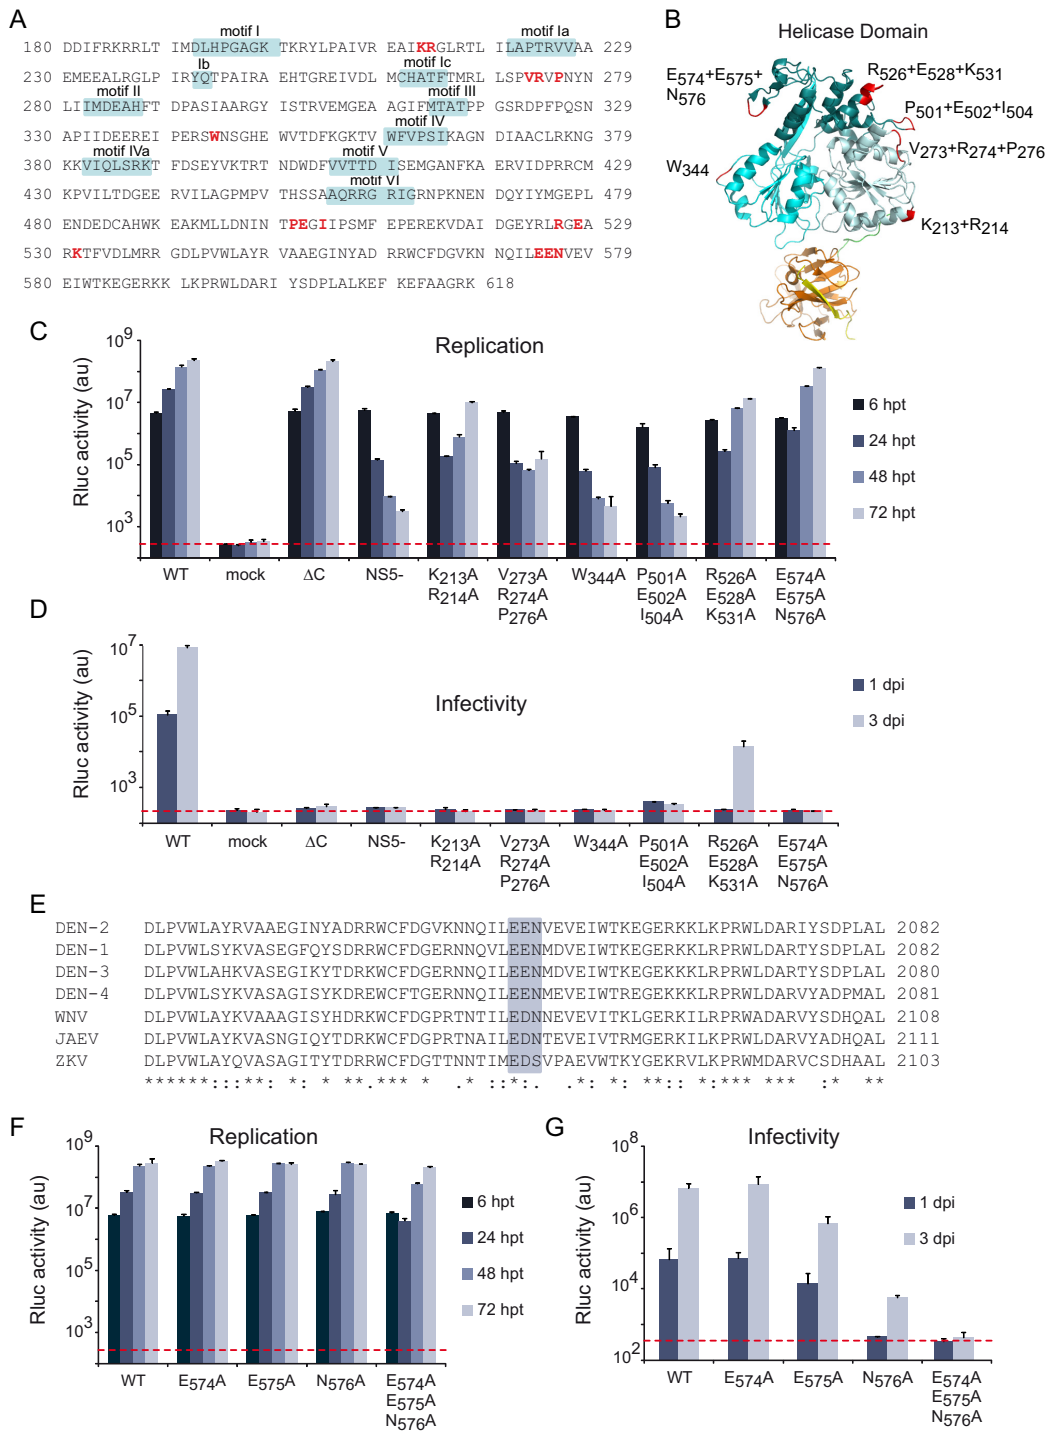 A
motif I
motif Ia
180 DDIFRKRRLT IMDLHPGAGK TKRYLPAIVR EAIKRGLRTL ILAPTRVVAA 229
Ib
motif Ic
230 EMEEALRGLP IRYQTPAIRA EHTGREIVDL MCHATFTMRL LSPVRVPNYN 279
motif II
motif III
280 LIIMDEAHFT DPASIAARGY ISTRVEMGEA AGIFMTATPP GSRDPFPQSN 329
motif IV
330 APIIDEEREI PERSWNSGHE WVTDFKGKTV WFVPSIKAGN DIAACLRKNG 379
motif IVa
motif V
380 KKVIQLSRKT FDSEYVKTRT NDWDFVVTTD ISEMGANFKA ERVIDPRRCM 429
motif VI
430 KPVILTDGEE RVILAGPMPV THSSAAQRRG RIGRNPKNEN DQYIYMGEPL 479
480 ENDEDCAHWK EAKMLLDNIN TPEGIIPSMF EPEREKVDAI DGEYRLRGEA 529
530 RKTFVDLMRR GDLPVWLAYR VAAEGINYAD RRWCFDGVKN NQILEENVEV 579
580 EIWTKEGERKK LKPRWLDARI YSDPLALKEF KEFAAGRK 618
B
Helicase Domain
E574+E575+
N576
R526+E528+K531
P501+E502+I504
V273+R274+P276
W344
K213+R214
C
Replication
Rluc activity (au)
10^9
10^7
10^5
10^3
6 hpt
24 hpt
48 hpt
72 hpt
WT mock ΔC NS5- K213A V273A W344A P501A R526A E574A
R214A R274A E502A E528A E575A
P276A I504A K531A N576A
D
Infectivity
Rluc activity (au)
10^7
10^5
10^3
1 dpi
3 dpi
WT mock ΔC NS5- K213A V273A W344A P501A R526A E574A
R214A R274A E502A E528A E575A
P276A I504A K531A N576A
E
DEN-2 DLPVWLAYRVAAEGINYADRRWCFDGVKNNQILEENVEVEIWTKEGERKKLKPRWLDARIYSDPLAL 2082
DEN-1 DLPVWLSYKVASEGFQYSDRRWCFDGERNNQVLEENMDVEIWTKEGERKKLRPRWLDARTYSDPLAL 2082
DEN-3 DLPVWLAHKVASEGIKYTDRKWCFDGERNNQILEENMDVEIWTKEGERKKLRPRWLDARTYSDPLAL 2080
DEN-4 DLPVWLSYKVASAGISYKDREWCFTGERNNQILEENMEVEIWTREGEKKKLRPRWLDARVYADPMAL 2081
WNV DLPVWLAYKVAAAGISYHDRRWCFDGPRTNTILEDNNEVEVITKLGERKILRPRWIDARVYSDHQAL 2108
JAEV DLPVWLAYKVASNGIQYTDRKWCFDGPRTNAILEDNTEVEIVTRMGERKILKPRWLDARVYADHQAL 2111
ZKV DLPVWLAYQVASAGITYTDRRWCFDGTTNNTIMEDSVPAEVWTKYGEKRVLKPRWMDARVCSDHAAL 2103
******:::**: *: * **.*** * .* ::*:. .*: *: **:: *:***:*** :* **
F
Replication
Rluc activity (au)
10^9
10^7
10^5
10^3
6 hpt
24 hpt
48 hpt
72 hpt
WT E574A E575A N576A E574A
E575A
N576A
G
Infectivity
Rluc activity (au)
10^8
10^6
10^4
10^2
1 dpi
3 dpi
WT E574A E575A N576A E574A
E575A
N576A